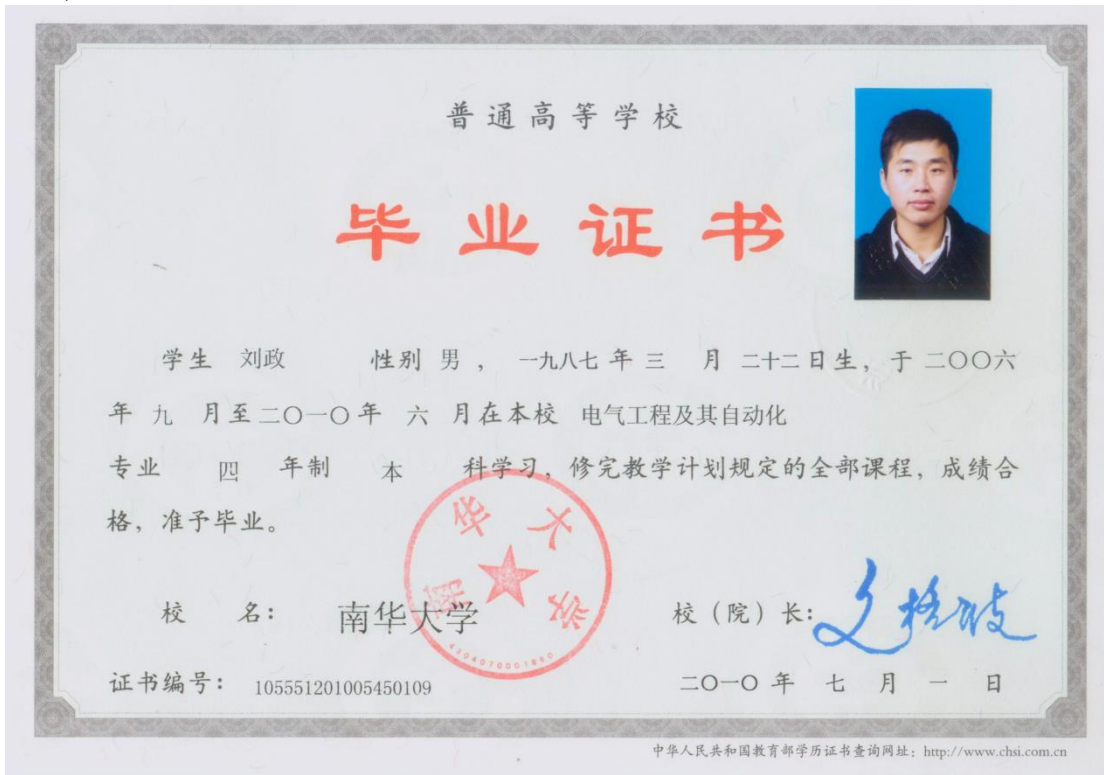 普通高等学校
毕业证书
学生 刘政 性别 男 ， 一九八七 年 三 月 二十二 日生，于 二〇〇六
年 九 月至 二〇一〇 年 六 月在本校 电气工程及其自动化
专业 四 年制 本 科学习，修完教学计划规定的全部课程，成绩合
格，准予毕业。
南华大学
4304070001860
校 名： 南华大学 校（院）长：
证书编号： 105551201005450109 二〇一〇 年 七 月 一 日
中华人民共和国教育部学历证书查询网址：http://www.chsi.com.cn